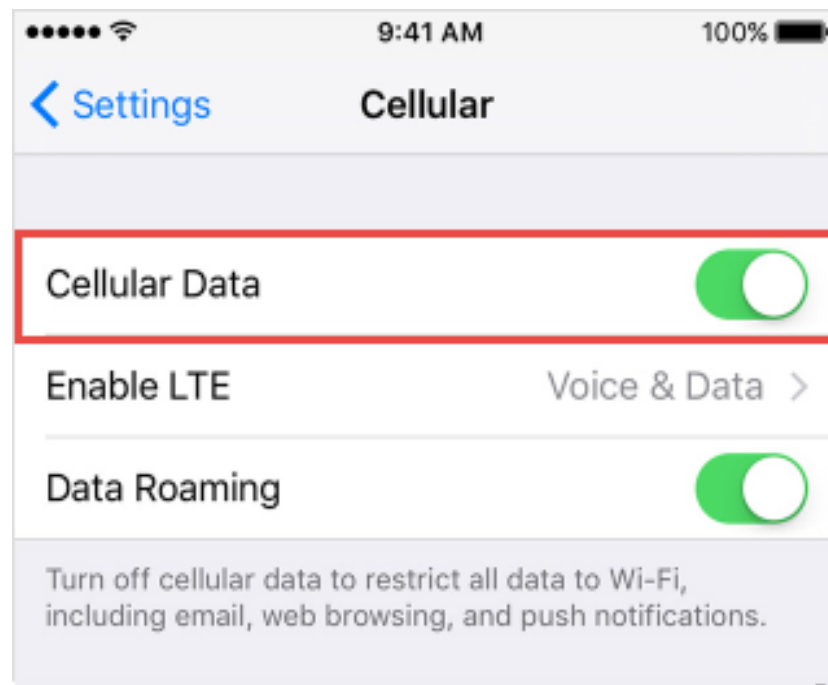 9:41 AM 100%
Settings Cellular
Cellular Data
Enable LTE Voice & Data
Data Roaming
Turn off cellular data to restrict all data to Wi-Fi,
including email, web browsing, and push notifications.